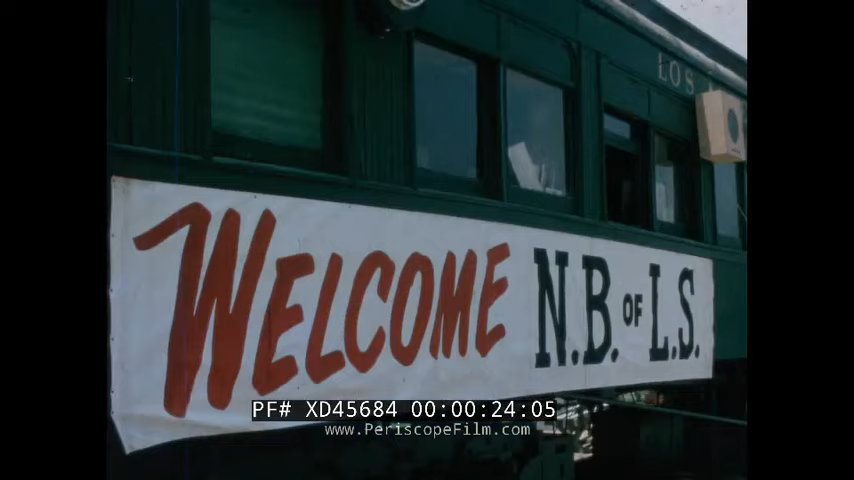 LOS
WELCOME N.B. OF L.S.
PF# XD45684 00:00:24:05
www.PeriscopeFilm.com